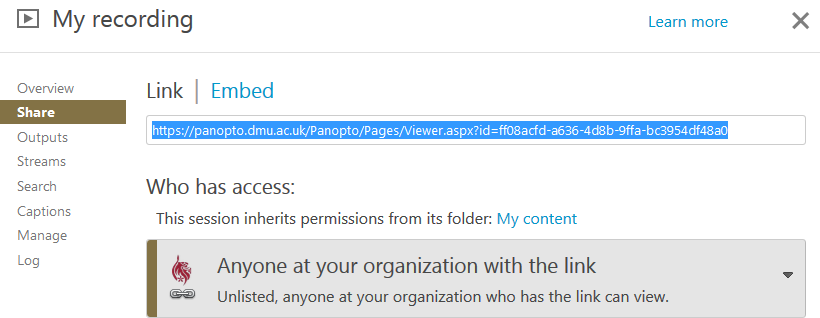 My recording
Learn more
Overview
Share
Outputs
Streams
Search
Captions
Manage
Log
Link | Embed
https://panopto.dmu.ac.uk/Panopto/Pages/Viewer.aspx?id=ff08acfd-a636-4d8b-9ffa-bc3954df48a0
Who has access:
This session inherits permissions from its folder: My content
Anyone at your organization with the link
Unlisted, anyone at your organization who has the link can view.